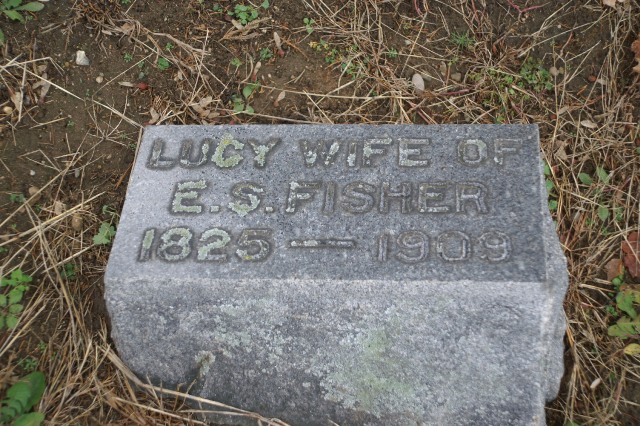 LUCY WIFE OF
E.S. FISHER
1825 — 1909